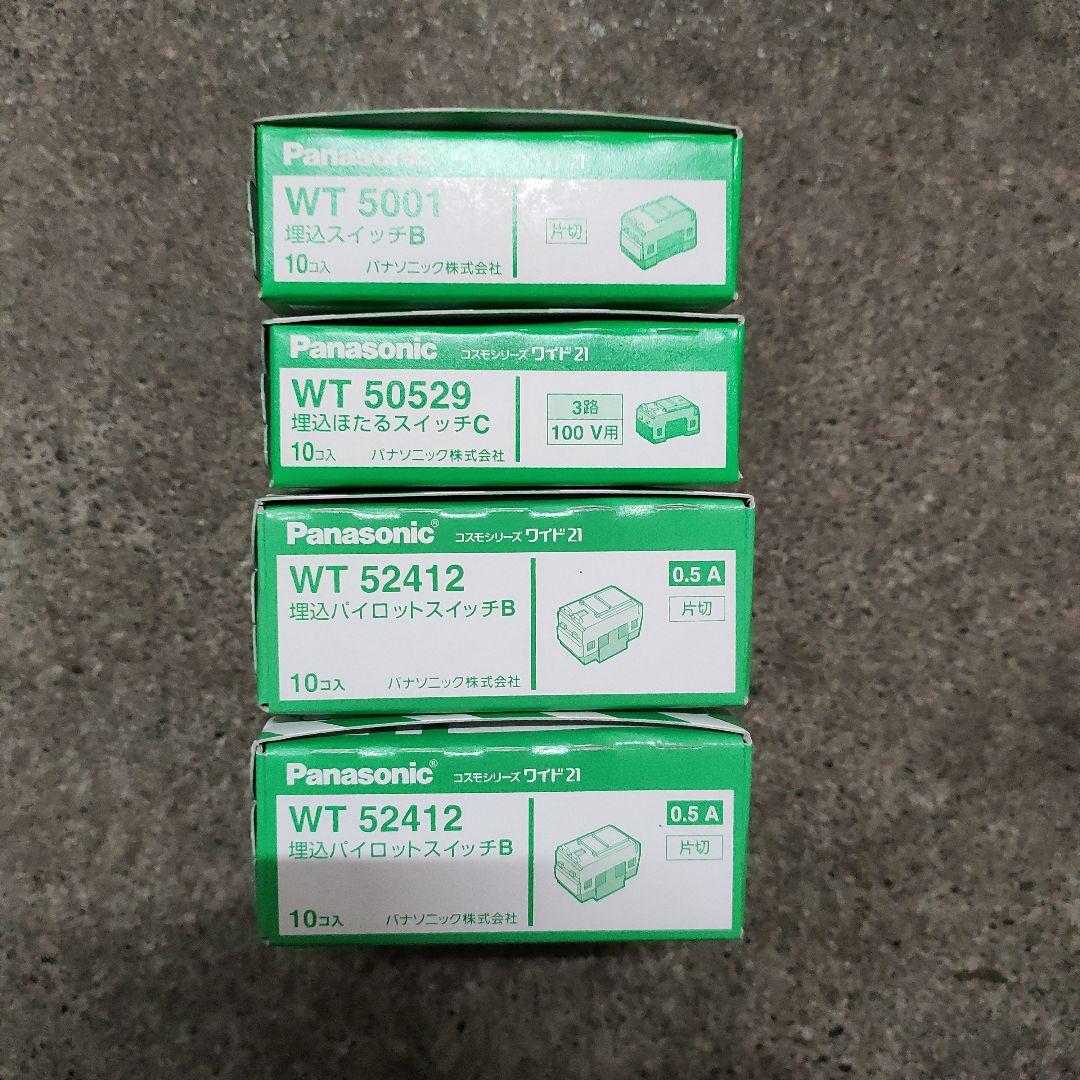 Panasonic ワイド21
WT 5001
埋込スイッチB
片切
10コ入 パナソニック株式会社
Panasonic コスモシリーズ ワイド21
WT 50529
埋込ほたるスイッチC
3路
100 V用
10コ入 パナソニック株式会社
Panasonic® コスモシリーズ ワイド21
WT 52412
埋込パイロットスイッチB
0.5 A
片切
10コ入 パナソニック株式会社
Panasonic® コスモシリーズ ワイド21
WT 52412
埋込パイロットスイッチB
0.5 A
片切
10コ入 パナソニック株式会社